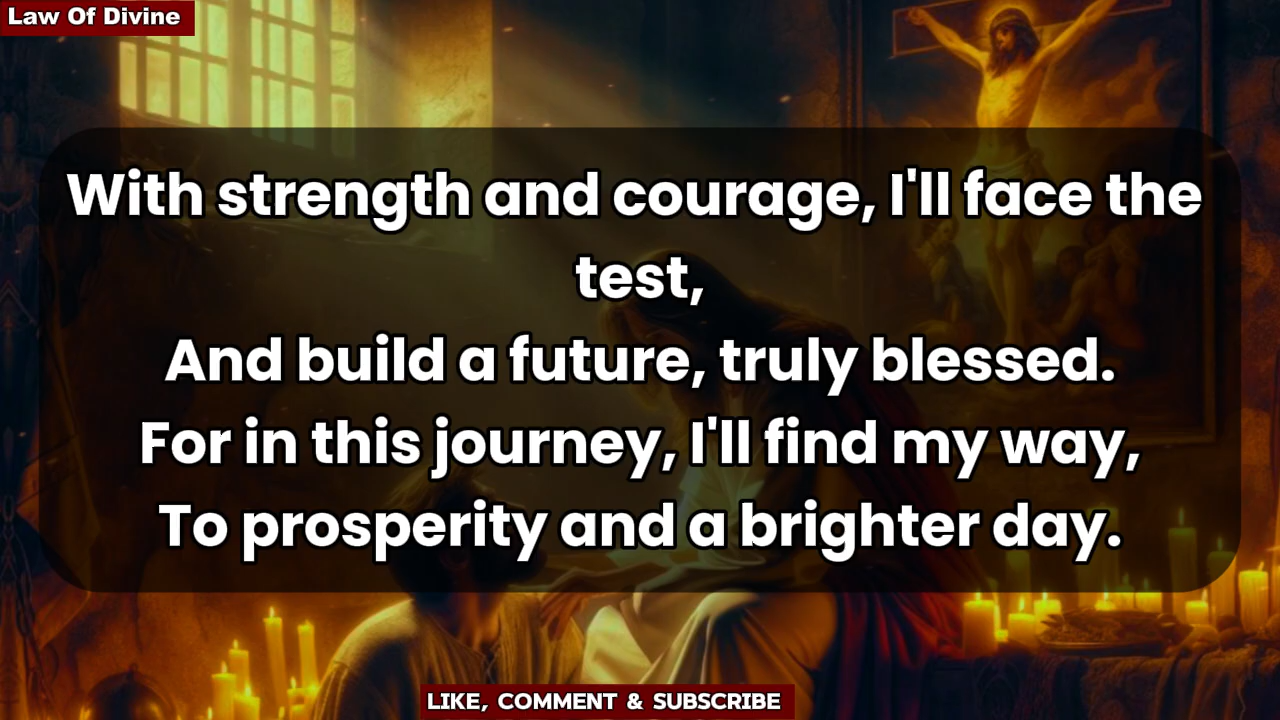 Law Of Divine
With strength and courage, I'll face the
test,
And build a future, truly blessed.
For in this journey, I'll find my way,
To prosperity and a brighter day.
LIKE, COMMENT & SUBSCRIBE